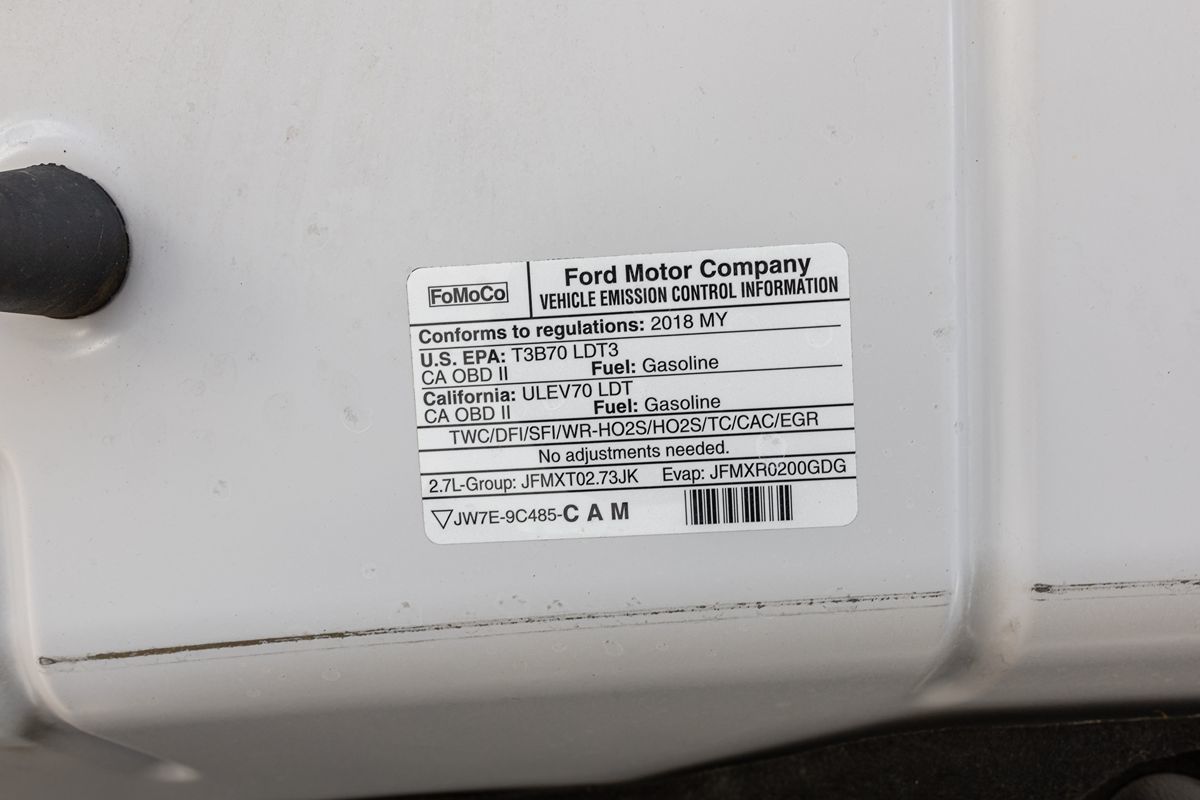 FoMoCo
Ford Motor Company
VEHICLE EMISSION CONTROL INFORMATION
Conforms to regulations: 2018 MY
U.S. EPA: T3B70 LDT3
CA OBD II Fuel: Gasoline
California: ULEV70 LDT
CA OBD II Fuel: Gasoline
TWC/DFI/SFI/WR-HO2S/HO2S/TC/CAC/EGR
No adjustments needed.
2.7L-Group: JFMXT02.73JK Evap: JFMXR0200GDG
JW7E-9C485-C A M